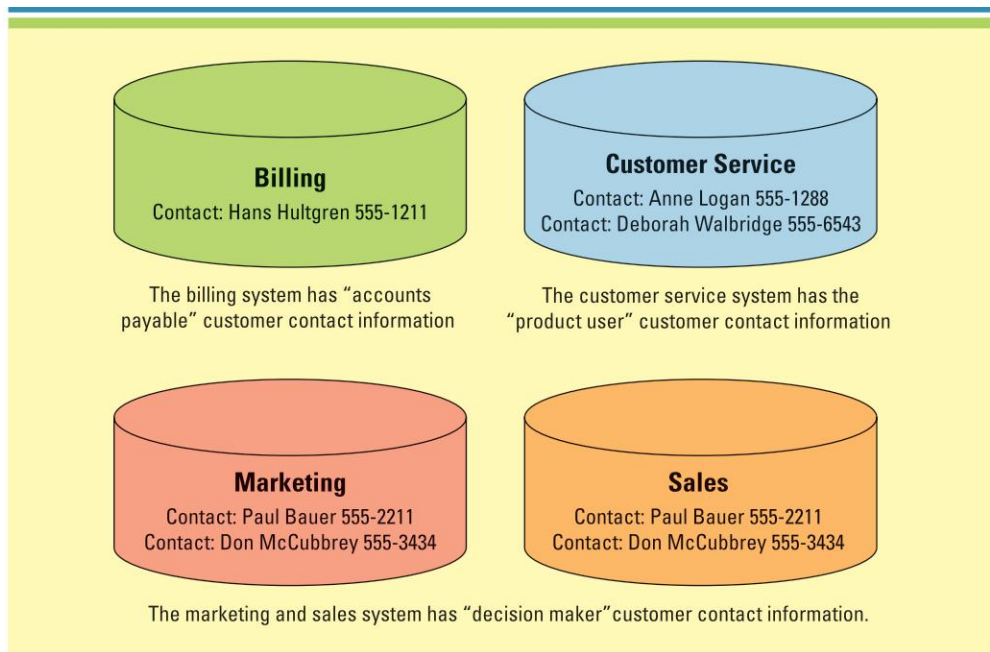 Billing
Contact: Hans Hultgren 555-1211
Customer Service
Contact: Anne Logan 555-1288
Contact: Deborah Walbridge 555-6543
The billing system has “accounts
payable” customer contact information
The customer service system has the
“product user” customer contact information
Marketing
Contact: Paul Bauer 555-2211
Contact: Don McCubbrey 555-3434
Sales
Contact: Paul Bauer 555-2211
Contact: Don McCubbrey 555-3434
The marketing and sales system has “decision maker”customer contact information.